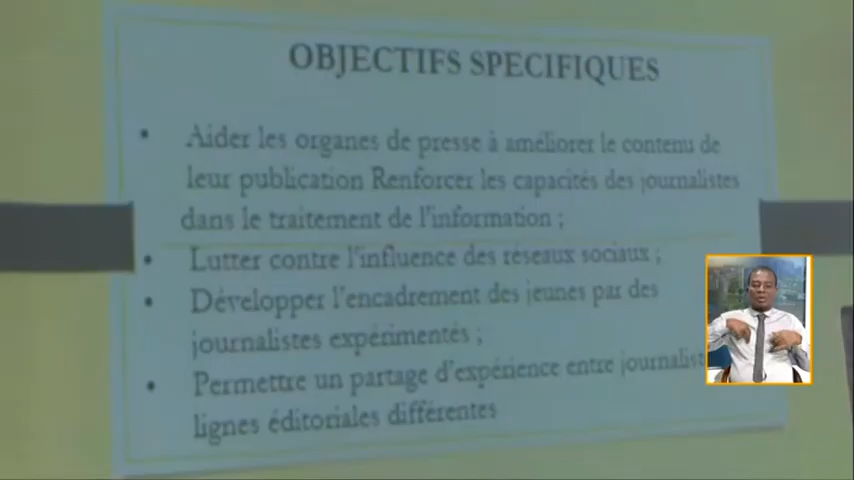 OBJECTIFS SPECIFIQUES
• Aider les organes de presse à améliorer le contenu de
leur publication Renforcer les capacités des journalistes
dans le traitement de l'information ;
• Lutter contre l'influence des réseaux sociaux ;
• Développer l'encadrement des jeunes par des
journalistes expérimentés ;
• Permettre un partage d'expérience entre
lignes éditoriales différentes